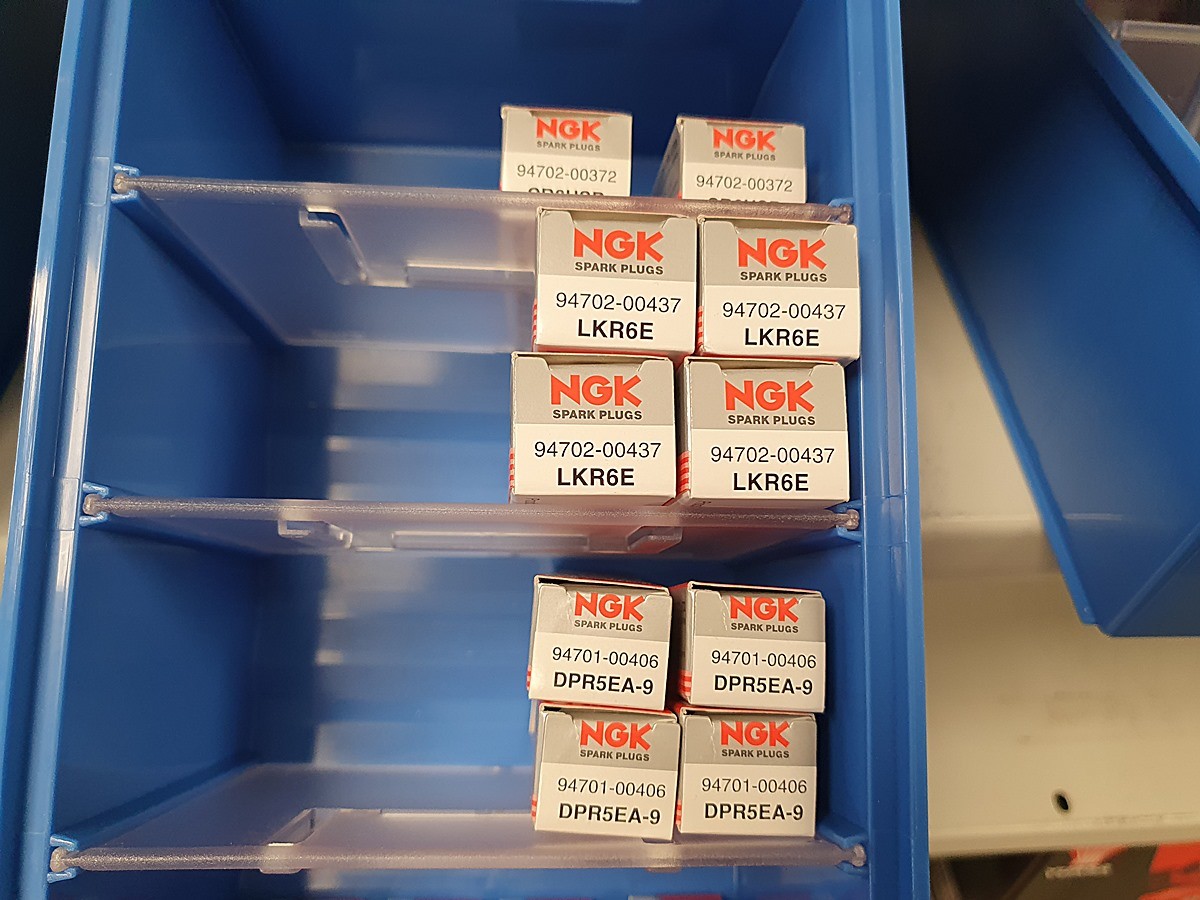 NGK
SPARK PLUGS
94702-00372
NGK
SPARK PLUGS
94702-00372
NGK
SPARK PLUGS
94702-00437
LKR6E
NGK
SPARK PLUGS
94702-00437
LKR6E
NGK
SPARK PLUGS
94702-00437
LKR6E
NGK
SPARK PLUGS
94702-00437
LKR6E
NGK
SPARK PLUGS
94701-00406
DPR5EA-9
NGK
SPARK PLUGS
94701-00406
DPR5EA-9
NGK
SPARK PLUGS
94701-00406
DPR5EA-9
NGK
SPARK PLUGS
94701-00406
DPR5EA-9